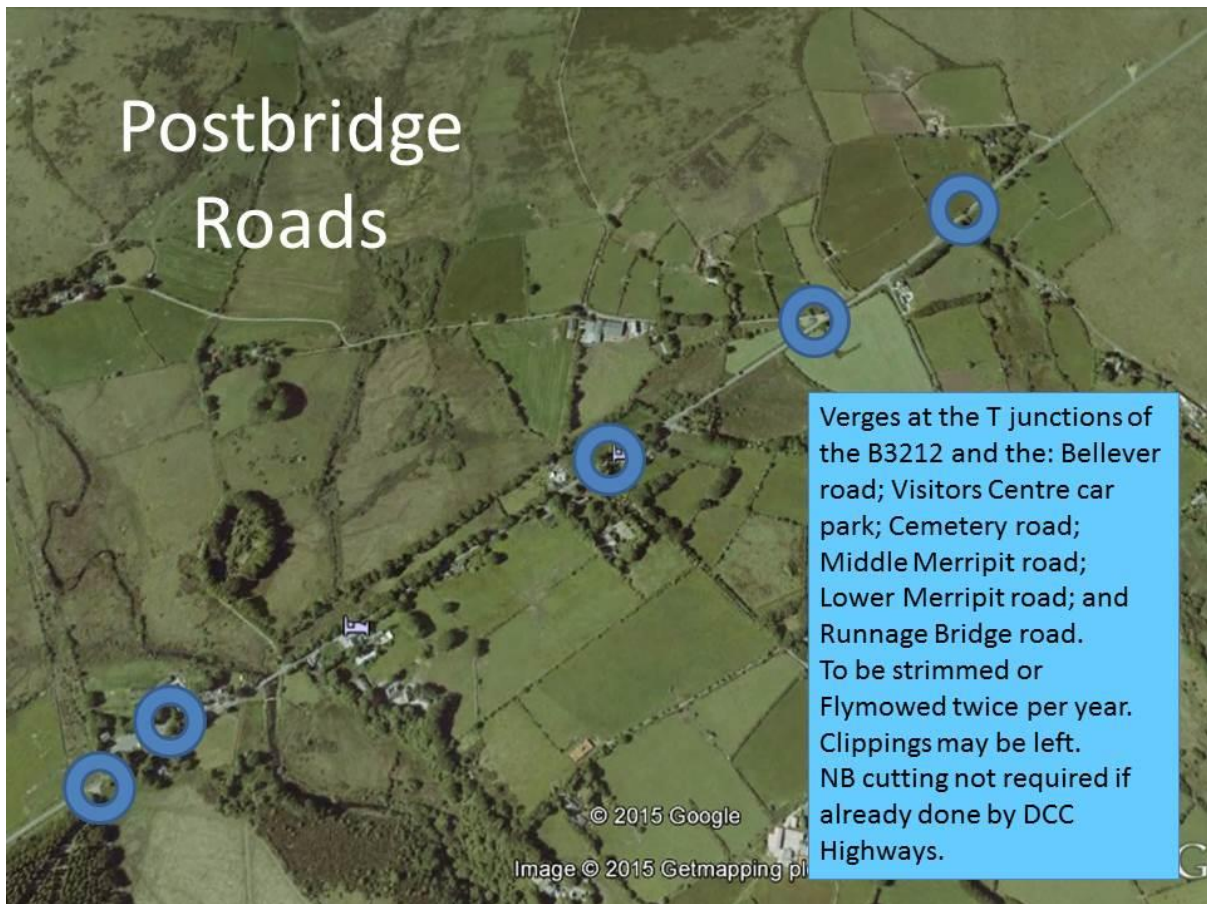 Postbridge
Roads
Verges at the T junctions of
the B3212 and the: Bellever
road; Visitors Centre car
park; Cemetery road;
Middle Merripit road;
Lower Merripit road; and
Runnage Bridge road.
To be strimmed or
Flymowed twice per year.
Clippings may be left.
NB cutting not required if
already done by DCC
Highways.
© 2015 Google
Image © 2015 Getmapping pl
G